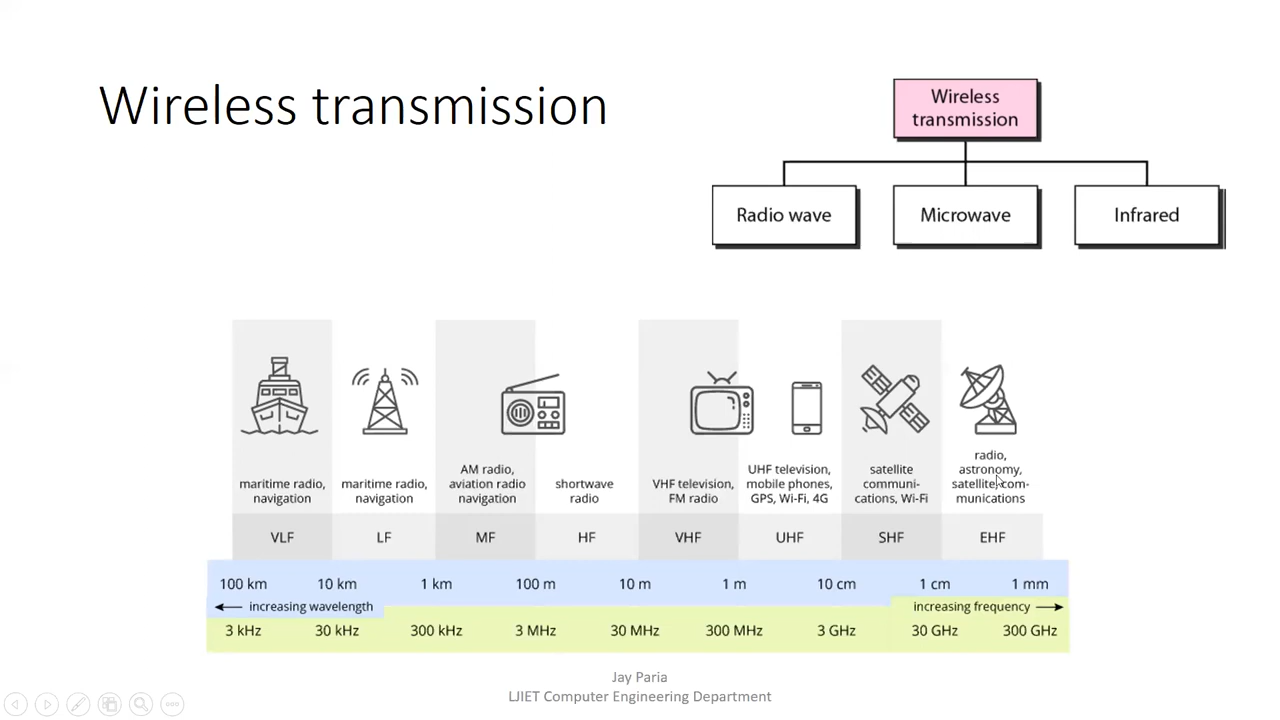 Wireless transmission
Wireless
transmission
Radio wave
Microwave
Infrared
maritime radio,
navigation
maritime radio,
navigation
AM radio,
aviation radio
navigation
shortwave
radio
VHF television,
FM radio
UHF television,
mobile phones,
GPS, Wi-Fi, 4G
satellite
communi-
cations, Wi-Fi
radio,
astronomy,
satellite, com-
munications
VLF LF MF HF VHF UHF SHF EHF
100 km 10 km 1 km 100 m 10 m 1 m 10 cm 1 cm 1 mm
increasing wavelength increasing frequency
3 kHz 30 kHz 300 kHz 3 MHz 30 MHz 300 MHz 3 GHz 30 GHz 300 GHz
Jay Paria
LJIET Computer Engineering Department